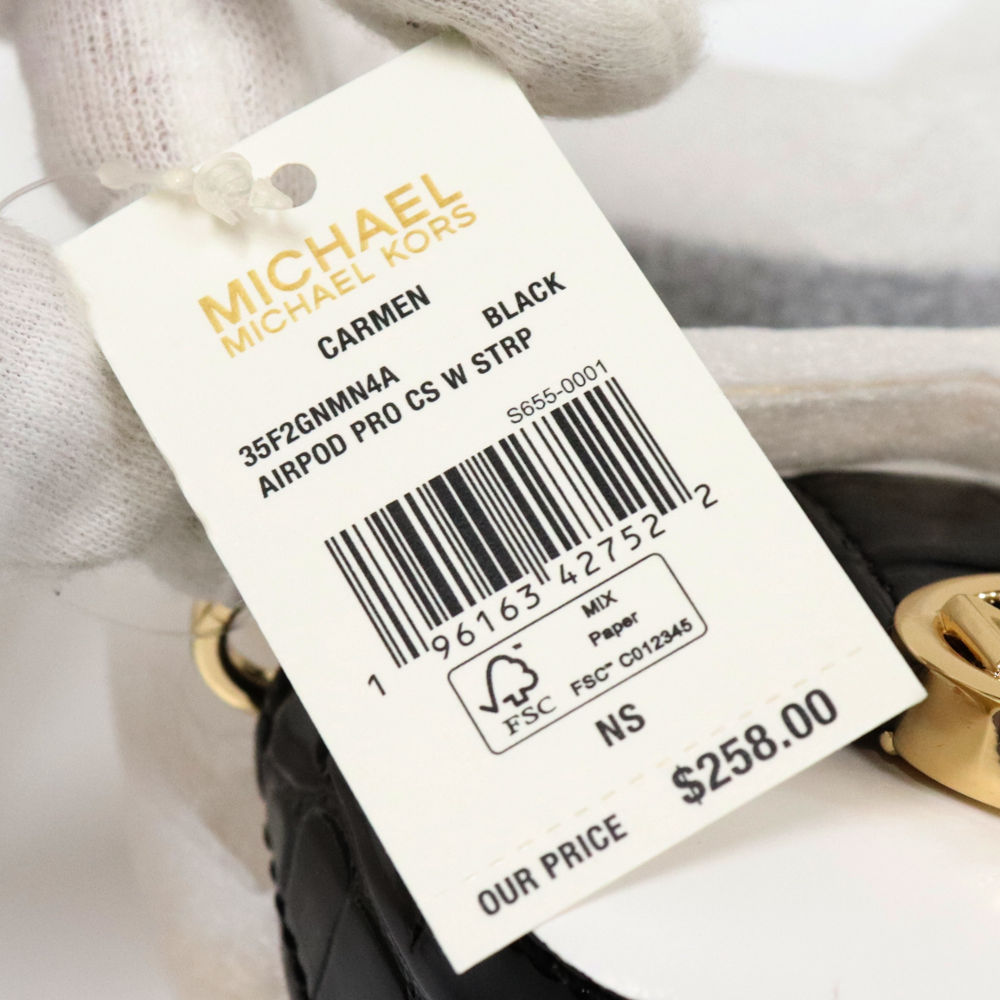 MICHAEL
MICHAEL KORS
CARMEN
BLACK
35F2GNMN4A
AIRPOD PRO CS W STRP
S655-0001
1 96163 42752 2
MIX
Paper
FSC™ C012345
FSC
NS
OUR PRICE $258.00